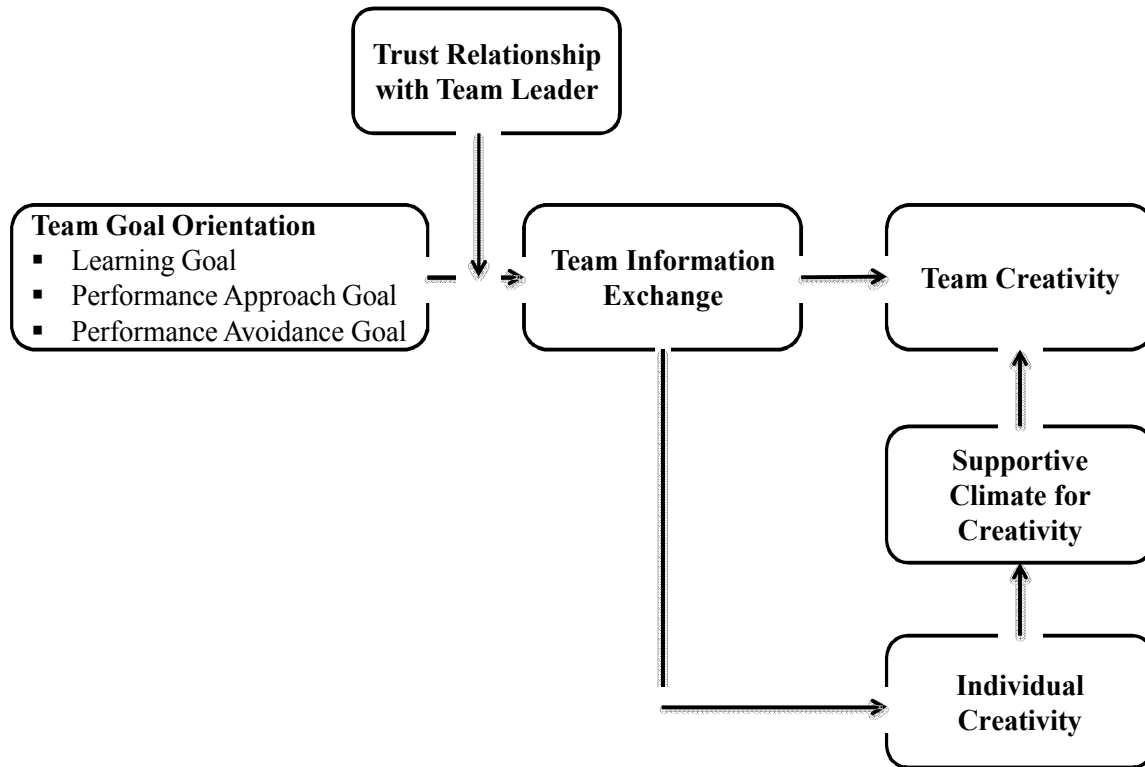 Trust Relationship
with Team Leader
Team Goal Orientation
▪ Learning Goal
▪ Performance Approach Goal
▪ Performance Avoidance Goal
Team Information
Exchange
Team Creativity
Supportive
Climate for
Creativity
Individual
Creativity